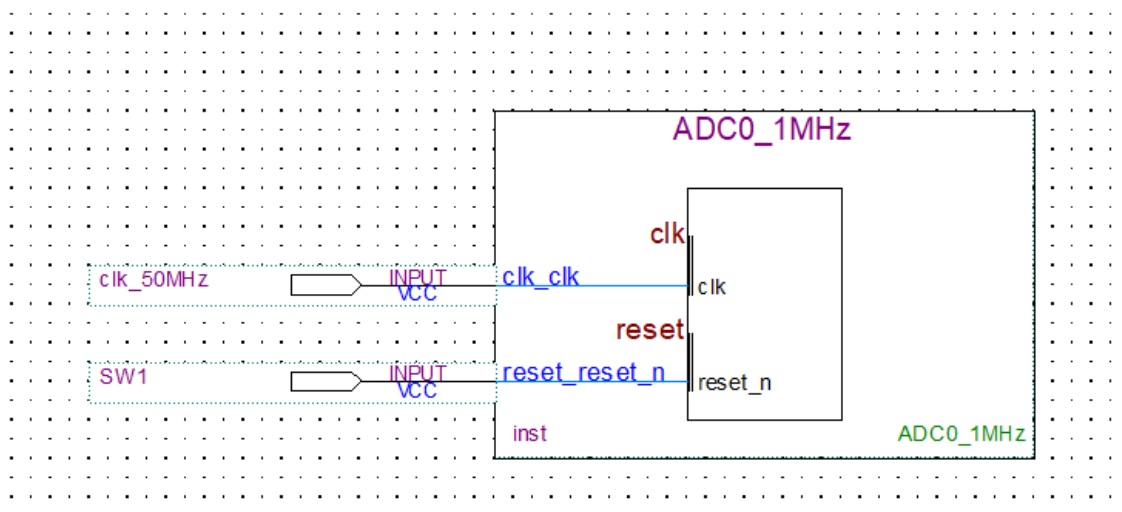 ADC0_1MHz
clk
clk_50MHz
INPUT
VCC
clk_clk
clk
reset
SW1
INPUT
VCC
reset_reset_n
reset_n
inst
ADC0_1MHz